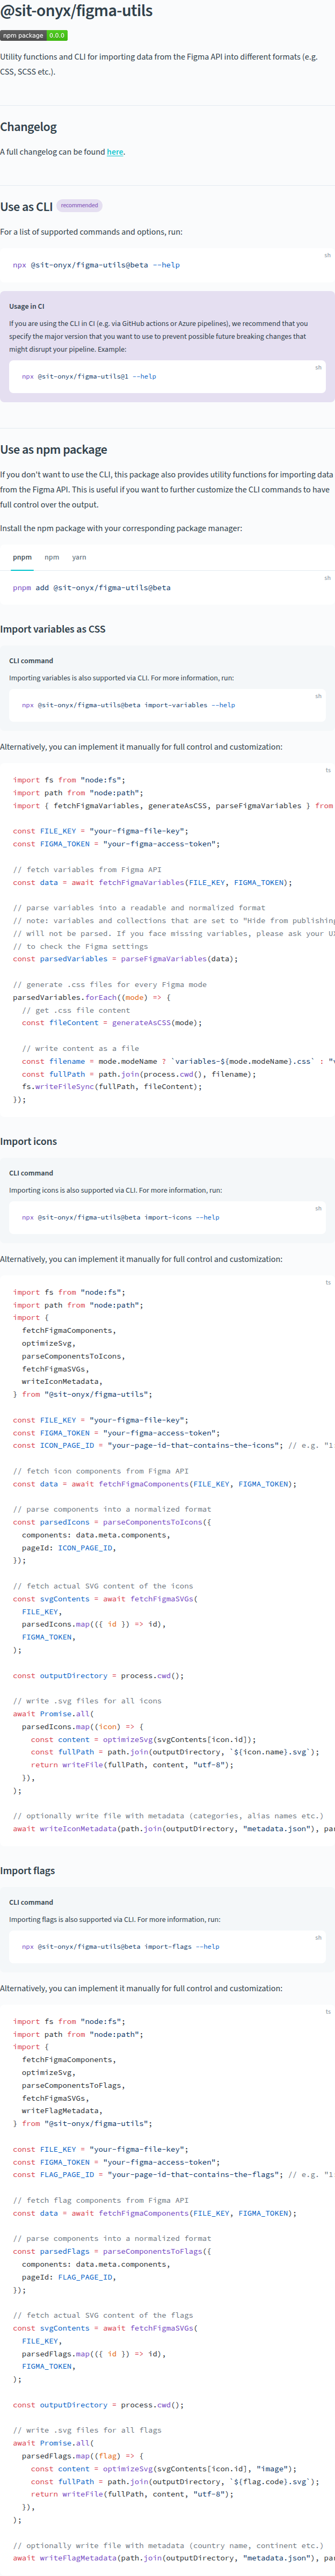 @sit-onyx/figma-utils
npm package 0.0.0
Utility functions and CLI for importing data from the Figma API into different formats (e.g.
CSS, SCSS etc.).
Changelog
A full changelog can be found here.
Use as CLI recommended
For a list of supported commands and options, run:
sh
npx @sit-onyx/figma-utils@beta --help
Usage in CI
If you are using the CLI in CI (e.g. via GitHub actions or Azure pipelines), we recommend that you
specify the major version that you want to use to prevent possible future breaking changes that
might disrupt your pipeline. Example:
sh
npx @sit-onyx/figma-utils@1 --help
Use as npm package
If you don't want to use the CLI, this package also provides utility functions for importing data
from the Figma API. This is useful if you want to further customize the CLI commands to have
full control over the output.
Install the npm package with your corresponding package manager:
pnpm npm yarn
sh
pnpm add @sit-onyx/figma-utils@beta
Import variables as CSS
CLI command
Importing variables is also supported via CLI. For more information, run:
sh
npx @sit-onyx/figma-utils@beta import-variables --help
Alternatively, you can implement it manually for full control and customization:
ts
import fs from "node:fs";
import path from "node:path";
import { fetchFigmaVariables, generateAsCSS, parseFigmaVariables } from
const FILE_KEY = "your-figma-file-key";
const FIGMA_TOKEN = "your-figma-access-token";
// fetch variables from Figma API
const data = await fetchFigmaVariables(FILE_KEY, FIGMA_TOKEN);
// parse variables into a readable and normalized format
// note: variables and collections that are set to "Hide from publishing
// will not be parsed. If you face missing variables, please ask your UX
// to check the Figma settings
const parsedVariables = parseFigmaVariables(data);
// generate .css files for every Figma mode
parsedVariables.forEach((mode) => {
// get .css file content
const fileContent = generateAsCSS(mode);
// write content as a file
const filename = mode.modeName ? `variables-${mode.modeName}.css` : "v
const fullPath = path.join(process.cwd(), filename);
fs.writeFileSync(fullPath, fileContent);
});
Import icons
CLI command
Importing icons is also supported via CLI. For more information, run:
sh
npx @sit-onyx/figma-utils@beta import-icons --help
Alternatively, you can implement it manually for full control and customization:
ts
import fs from "node:fs";
import path from "node:path";
import {
fetchFigmaComponents,
optimizeSvg,
parseComponentsToIcons,
fetchFigmaSVGs,
writeIconMetadata,
} from "@sit-onyx/figma-utils";
const FILE_KEY = "your-figma-file-key";
const FIGMA_TOKEN = "your-figma-access-token";
const ICON_PAGE_ID = "your-page-id-that-contains-the-icons"; // e.g. "1
// fetch icon components from Figma API
const data = await fetchFigmaComponents(FILE_KEY, FIGMA_TOKEN);
// parse components into a normalized format
const parsedIcons = parseComponentsToIcons({
components: data.meta.components,
pageId: ICON_PAGE_ID,
});
// fetch actual SVG content of the icons
const svgContents = await fetchFigmaSVGs(
FILE_KEY,
parsedIcons.map(({ id }) => id),
FIGMA_TOKEN,
);
const outputDirectory = process.cwd();
// write .svg files for all icons
await Promise.all(
parsedIcons.map((icon) => {
const content = optimizeSvg(svgContents[icon.id]);
const fullPath = path.join(outputDirectory, `${icon.name}.svg`);
return writeFile(fullPath, content, "utf-8");
}),
);
// optionally write file with metadata (categories, alias names etc.)
await writeIconMetadata(path.join(outputDirectory, "metadata.json"), par
Import flags
CLI command
Importing flags is also supported via CLI. For more information, run:
sh
npx @sit-onyx/figma-utils@beta import-flags --help
Alternatively, you can implement it manually for full control and customization:
ts
import fs from "node:fs";
import path from "node:path";
import {
fetchFigmaComponents,
optimizeSvg,
parseComponentsToFlags,
fetchFigmaSVGs,
writeFlagMetadata,
} from "@sit-onyx/figma-utils";
const FILE_KEY = "your-figma-file-key";
const FIGMA_TOKEN = "your-figma-access-token";
const FLAG_PAGE_ID = "your-page-id-that-contains-the-flags"; // e.g. "1
// fetch flag components from Figma API
const data = await fetchFigmaComponents(FILE_KEY, FIGMA_TOKEN);
// parse components into a normalized format
const parsedFlags = parseComponentsToFlags({
components: data.meta.components,
pageId: FLAG_PAGE_ID,
});
// fetch actual SVG content of the flags
const svgContents = await fetchFigmaSVGs(
FILE_KEY,
parsedFlags.map(({ id }) => id),
FIGMA_TOKEN,
);
const outputDirectory = process.cwd();
// write .svg files for all flags
await Promise.all(
parsedFlags.map((flag) => {
const content = optimizeSvg(svgContents[icon.id], "image");
const fullPath = path.join(outputDirectory, `${flag.code}.svg`);
return writeFile(fullPath, content, "utf-8");
}),
);
// optionally write file with metadata (country name, continent etc.)
await writeFlagMetadata(path.join(outputDirectory, "metadata.json"), par